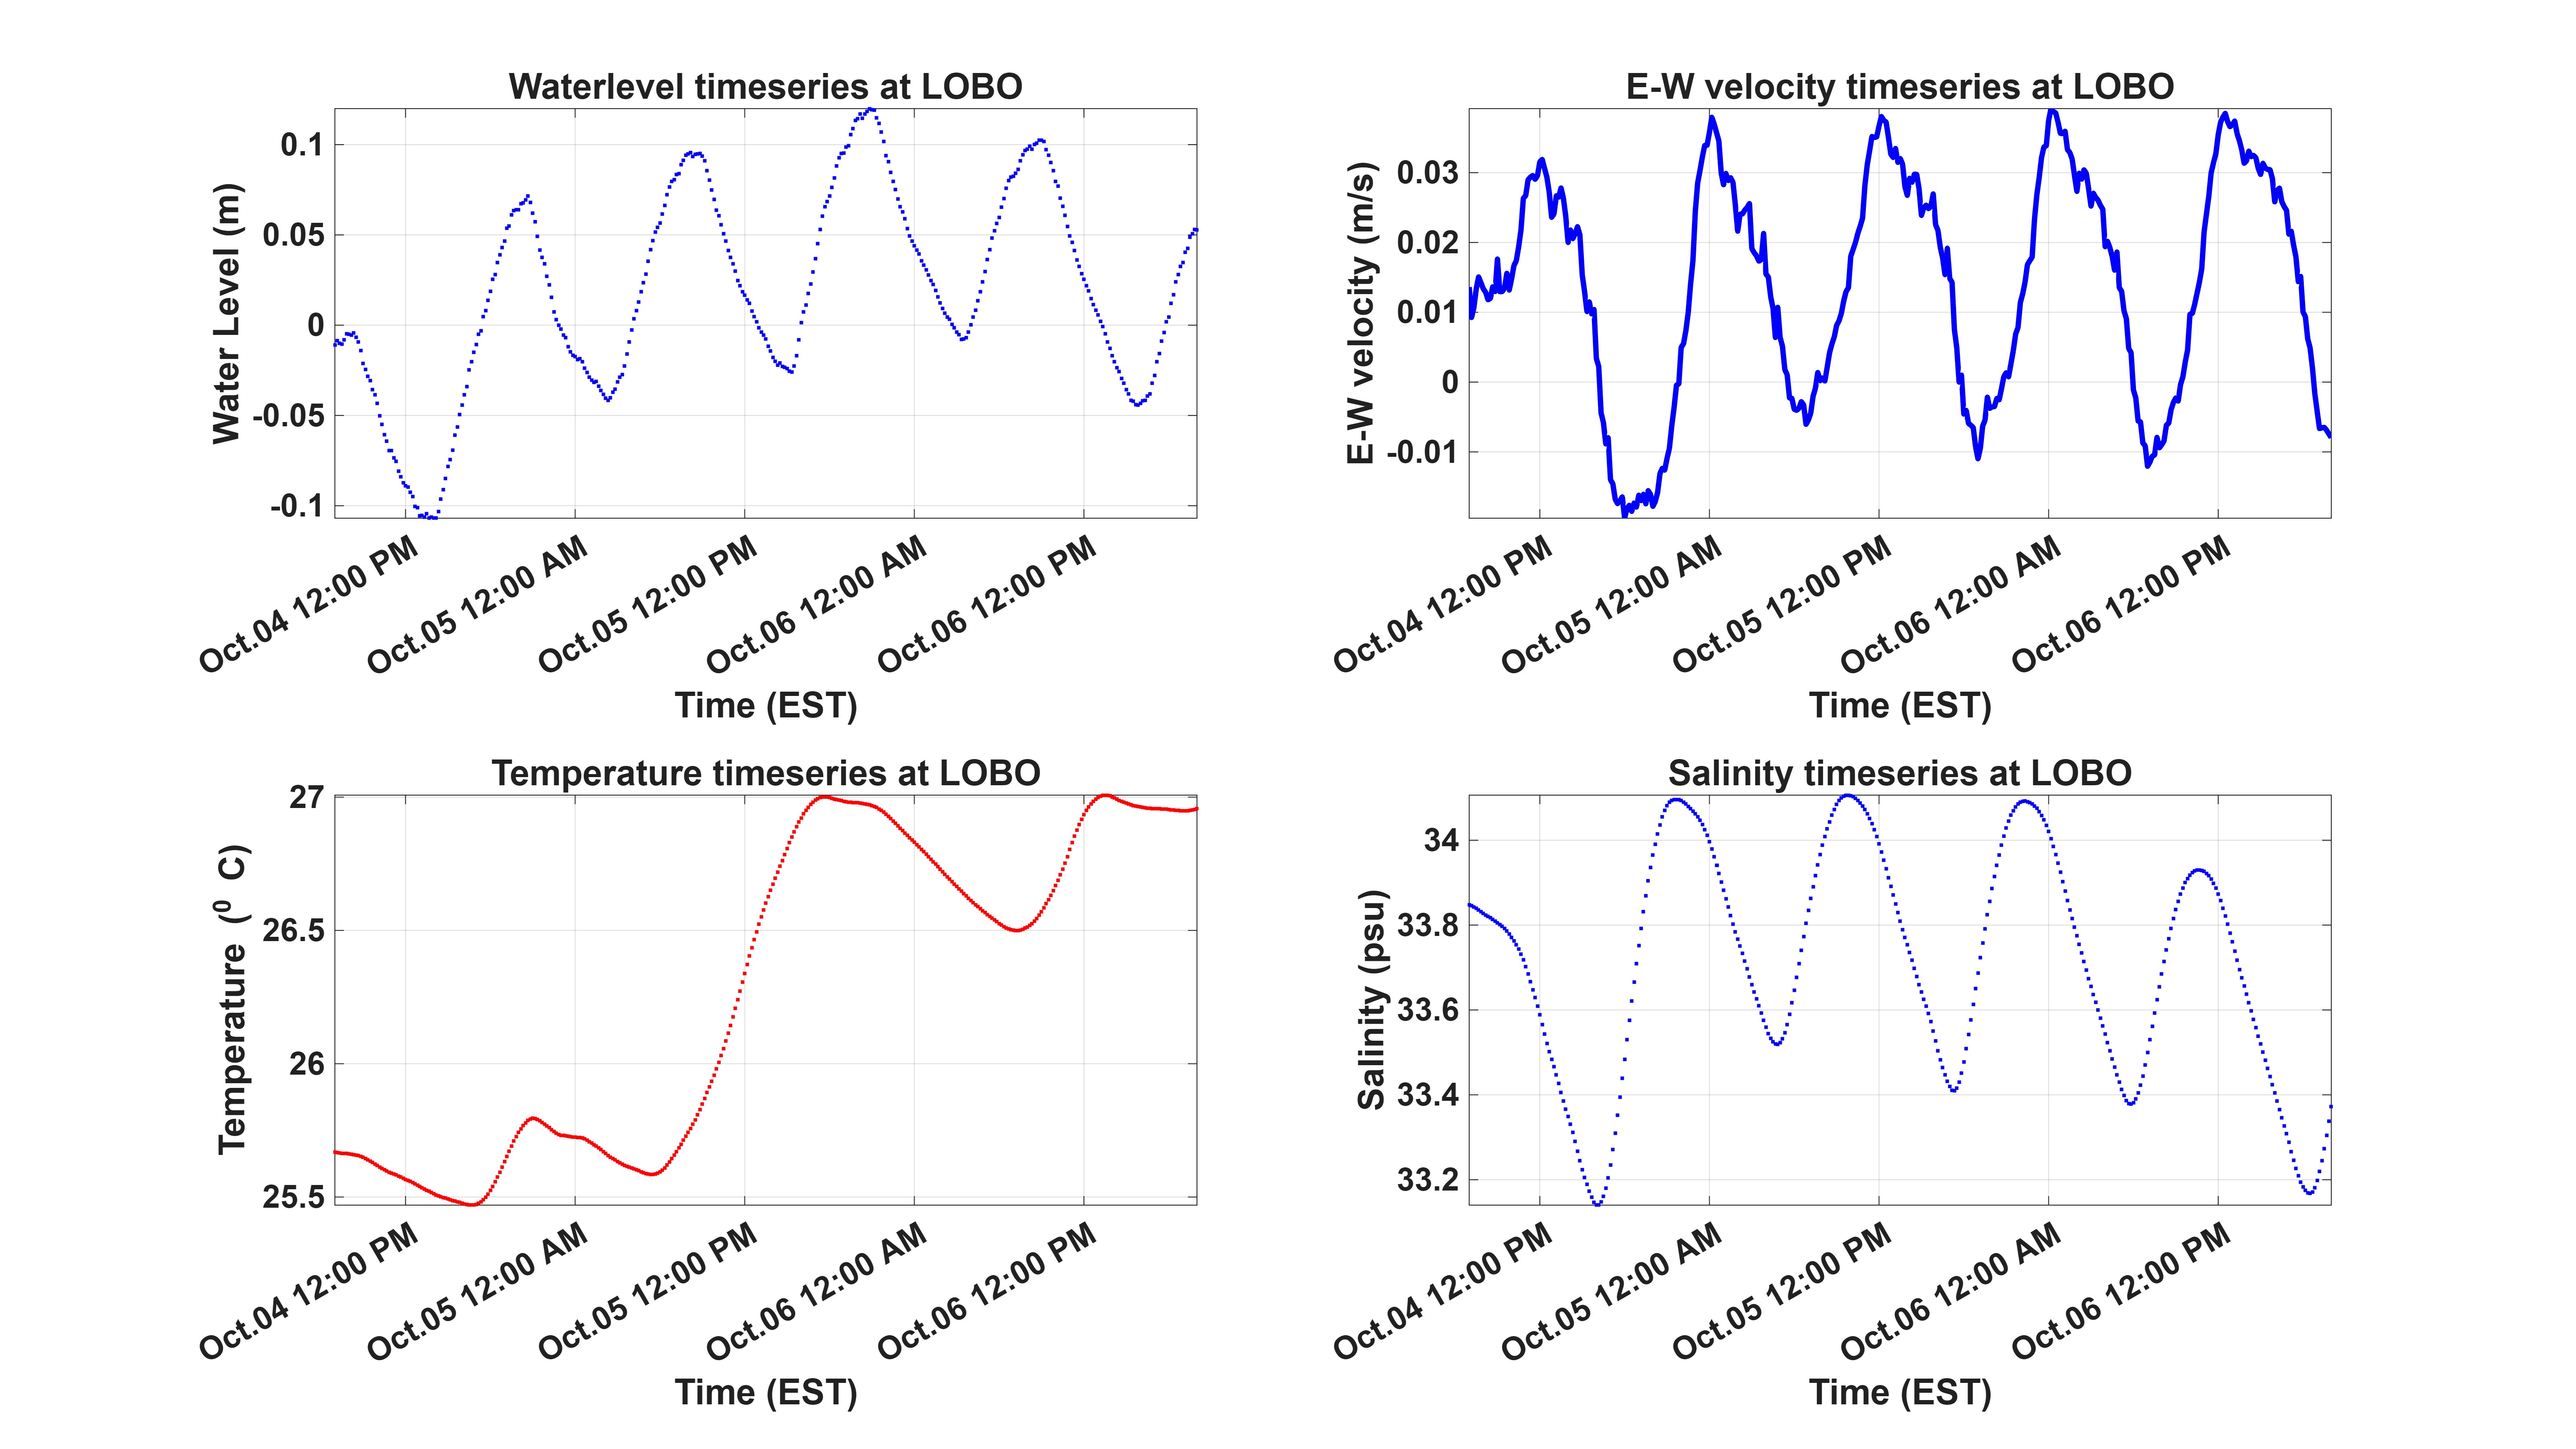 Waterlevel timeseries at LOBO
Water Level (m)
0.1
0.05
0
-0.05
-0.1
Oct.04 12:00 PM
Oct.05 12:00 AM
Oct.05 12:00 PM
Oct.06 12:00 AM
Oct.06 12:00 PM
Time (EST)
E-W velocity timeseries at LOBO
E-W velocity (m/s)
0.03
0.02
0.01
0
-0.01
Oct.04 12:00 PM
Oct.05 12:00 AM
Oct.05 12:00 PM
Oct.06 12:00 AM
Oct.06 12:00 PM
Time (EST)
Temperature timeseries at LOBO
Temperature (⁰ C)
27
26.5
26
25.5
Oct.04 12:00 PM
Oct.05 12:00 AM
Oct.05 12:00 PM
Oct.06 12:00 AM
Oct.06 12:00 PM
Time (EST)
Salinity timeseries at LOBO
Salinity (psu)
34
33.8
33.6
33.4
33.2
Oct.04 12:00 PM
Oct.05 12:00 AM
Oct.05 12:00 PM
Oct.06 12:00 AM
Oct.06 12:00 PM
Time (EST)